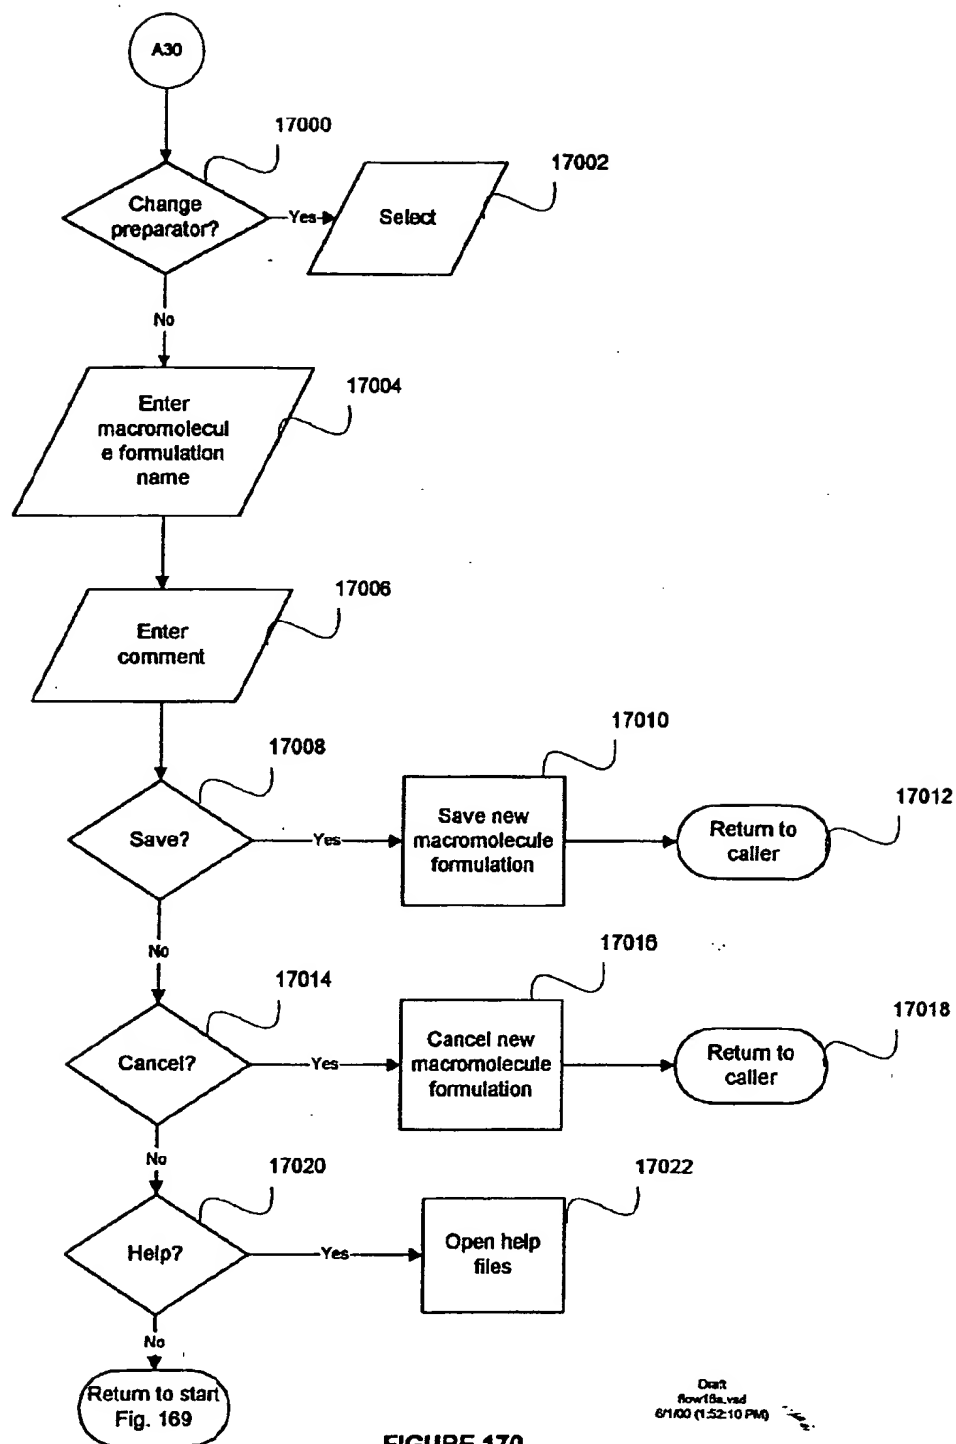 A30
17000
Change
preparator?
Yes
17002
Select
No
17004
Enter
macromolecul
e formulation
name
17006
Enter
comment
17008
Save?
Yes
17010
Save new
macromolecule
formulation
17012
Return to
caller
No
17014
Cancel?
Yes
17016
Cancel new
macromolecule
formulation
17018
Return to
caller
No
17020
Help?
Yes
17022
Open help
files
No
Return to start
Fig. 169
Draft
flow16a.vsd
6/1/00 (1:52:10 PM)
FIGURE 170